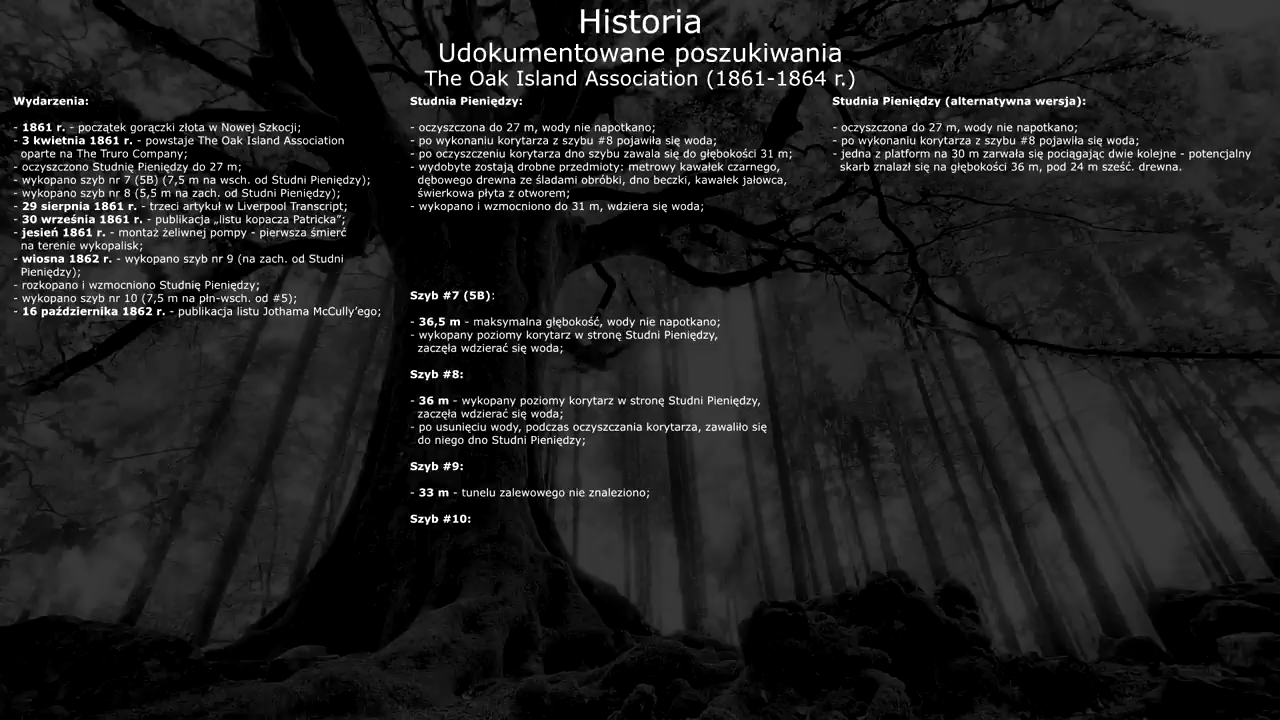 Historia
Udokumentowane poszukiwania
The Oak Island Association (1861-1864 r.)
Wydarzenia:
- 1861 r. - początek gorączki złota w Nowej Szkocji;
- 3 kwietnia 1861 r. - powstaje The Oak Island Association
oparte na The Truro Company;
- oczyszczono Studnię Pieniędzy do 27 m;
- wykopano szyb nr 7 (5B) (7,5 m na wsch. od Studni Pieniędzy);
- wykopano szyb nr 8 (5,5 m na zach. od Studni Pieniędzy);
- 29 sierpnia 1861 r. - trzeci artykuł w Liverpool Transcript;
- 30 września 1861 r. - publikacja „listu kopacza Patricka”;
- jesień 1861 r. - montaż żeliwnej pompy - pierwsza śmierć
na terenie wykopalisk;
- wiosna 1862 r. - wykopano szyb nr 9 (na zach. od Studni
Pieniędzy);
- rozkopano i wzmocniono Studnię Pieniędzy;
- wykopano szyb nr 10 (7,5 m na płn-wsch. od #5);
- 16 października 1862 r. - publikacja listu Jothama McCully’ego;
Studnia Pieniędzy:
- oczyszczona do 27 m, wody nie napotkano;
- po wykonaniu korytarza z szybu #8 pojawiła się woda;
- po oczyszczeniu korytarza dno szybu zawala się do głębokości 31 m;
- wydobyte zostają drobne przedmioty: metrowy kawałek czarnego,
dębowego drewna ze śladami obróbki, dno beczki, kawałek jałowca,
świerkowa płyta z otworem;
- wykopano i wzmocniono do 31 m, wdziera się woda;
Szyb #7 (5B):
- 36,5 m - maksymalna głębokość, wody nie napotkano;
- wykopany poziomy korytarz w stronę Studni Pieniędzy,
zaczęła wdzierać się woda;
Szyb #8:
- 36 m - wykopany poziomy korytarz w stronę Studni Pieniędzy,
zaczęła wdzierać się woda;
- po usunięciu wody, podczas oczyszczania korytarza, zawaliło się
do niego dno Studni Pieniędzy;
Szyb #9:
- 33 m - tunelu zalewowego nie znaleziono;
Szyb #10:
Studnia Pieniędzy (alternatywna wersja):
- oczyszczona do 27 m, wody nie napotkano;
- po wykonaniu korytarza z szybu #8 pojawiła się woda;
- jedna z platform na 30 m zarwała się pociągając dwie kolejne - potencjalny
skarb znalazł się na głębokości 36 m, pod 24 m sześć. drewna.